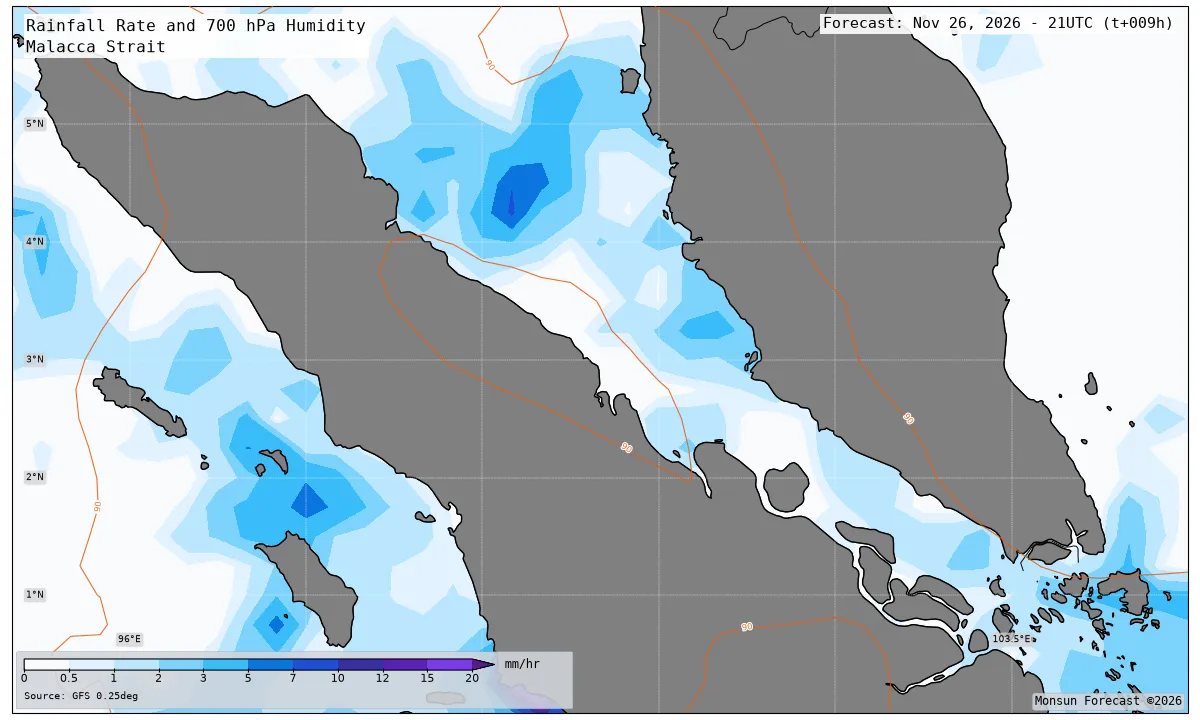 Rainfall Rate and 700 hPa Humidity
Malacca Strait
Forecast: Nov 26, 2026 - 21UTC (t+009h)
90
5°N
4°N
3°N
90
90
2°N
90
1°N
96°E
90
103.5°E
mm/hr
0 0.5 1 2 3 5 7 10 12 15 20
Source: GFS 0.25deg
Monsun Forecast ©2026